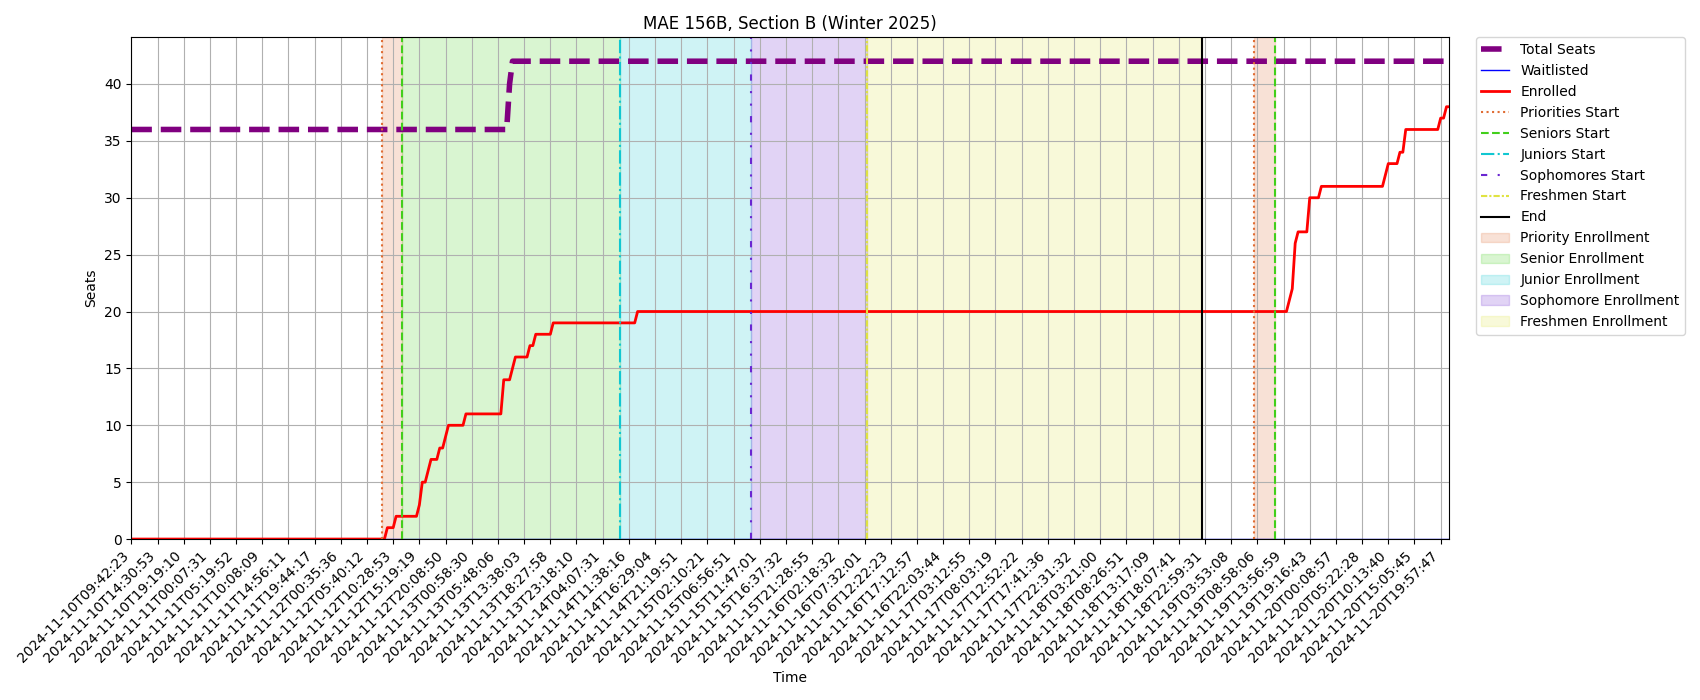 MAE 156B, Section B (Winter 2025)
Seats
40
35
30
25
20
15
10
5
0
2024-11-10T09:42:23
2024-11-10T14:30:53
2024-11-10T19:19:10
2024-11-11T00:07:31
2024-11-11T05:19:52
2024-11-11T10:08:09
2024-11-11T14:56:11
2024-11-11T19:44:17
2024-11-12T00:35:36
2024-11-12T05:40:12
2024-11-12T10:28:53
2024-11-12T15:19:19
2024-11-12T20:08:50
2024-11-13T00:58:30
2024-11-13T05:48:06
2024-11-13T13:38:03
2024-11-13T18:27:58
2024-11-13T23:18:10
2024-11-14T04:07:31
2024-11-14T11:38:16
2024-11-14T16:29:04
2024-11-14T21:19:51
2024-11-15T02:10:21
2024-11-15T06:56:51
2024-11-15T11:47:01
2024-11-15T16:37:32
2024-11-15T21:28:55
2024-11-16T02:18:32
2024-11-16T07:32:01
2024-11-16T12:22:23
2024-11-16T17:12:57
2024-11-16T22:03:44
2024-11-17T03:12:55
2024-11-17T08:03:19
2024-11-17T12:52:22
2024-11-17T17:41:36
2024-11-17T22:31:32
2024-11-18T03:21:00
2024-11-18T08:26:51
2024-11-18T13:17:09
2024-11-18T18:07:41
2024-11-18T22:59:31
2024-11-19T03:53:08
2024-11-19T08:58:06
2024-11-19T13:56:59
2024-11-19T19:16:43
2024-11-20T00:08:57
2024-11-20T05:22:28
2024-11-20T10:13:40
2024-11-20T15:05:45
2024-11-20T19:57:47
Time
Total Seats
Waitlisted
Enrolled
Priorities Start
Seniors Start
Juniors Start
Sophomores Start
Freshmen Start
End
Priority Enrollment
Senior Enrollment
Junior Enrollment
Sophomore Enrollment
Freshmen Enrollment